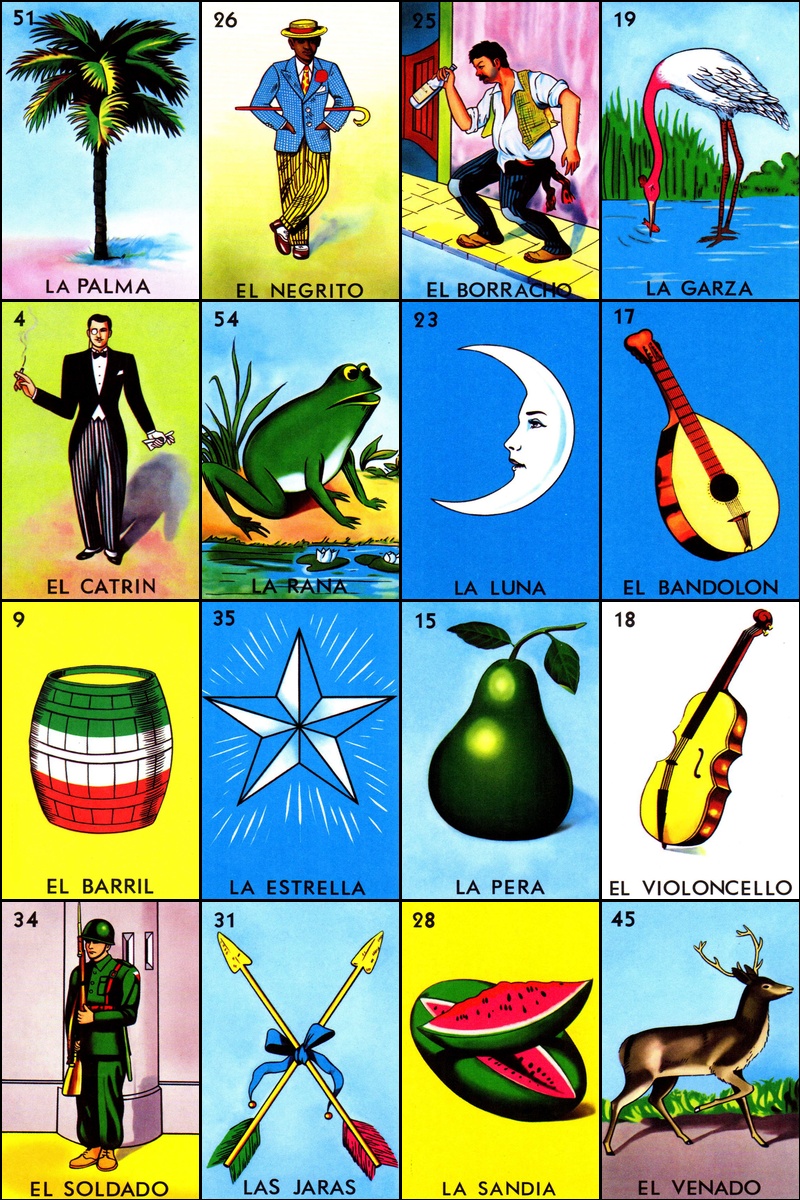 51
LA PALMA
26
EL NEGRITO
25
EL BORRACHO
19
LA GARZA
4
EL CATRIN
54
LA RANA
23
LA LUNA
17
EL BANDOLON
9
EL BARRIL
35
LA ESTRELLA
15
LA PERA
18
EL VIOLONCELLO
34
EL SOLDADO
31
LAS JARAS
28
LA SANDIA
45
EL VENADO